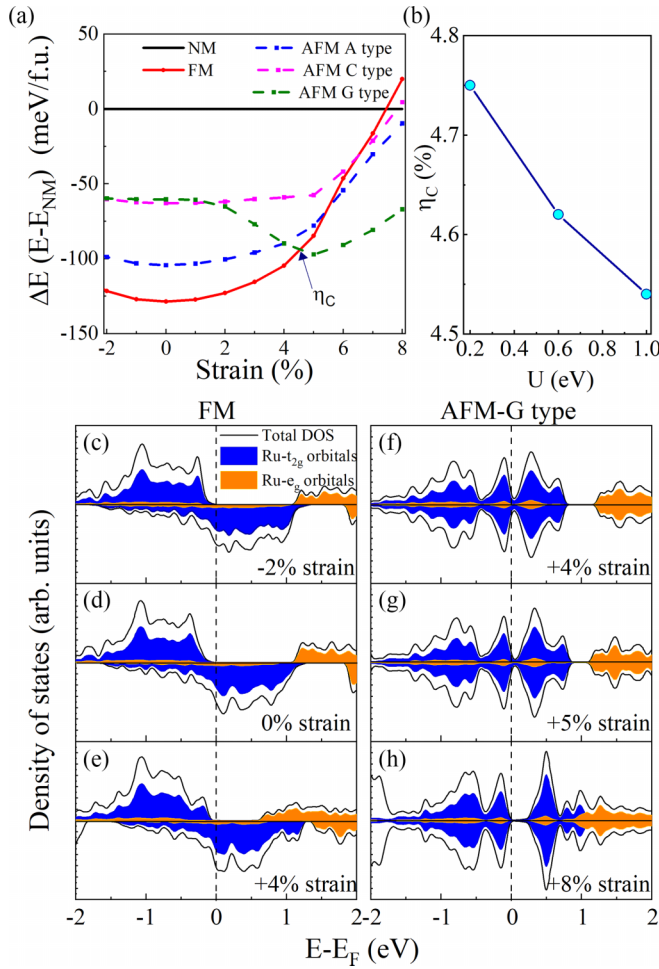 (a)
NM
FM
AFM A type
AFM C type
AFM G type
ΔE (E-E_NM) (meV/f.u.)
50
0
-50
-100
-150
-2 0 2 4 6 8
Strain (%)
η_C
(b)
η_C (%)
4.8
4.7
4.6
4.5
0.2 0.4 0.6 0.8 1.0
U (eV)
FM
AFM-G type
Density of states (arb. units)
(c)
Total DOS
Ru-t_2g orbitals
Ru-e_g orbitals
-2% strain
(f)
+4% strain
(d)
0% strain
(g)
+5% strain
(e)
+4% strain
(h)
+8% strain
-2 -1 0 1 2
-1 0 1 2
E-E_F (eV)